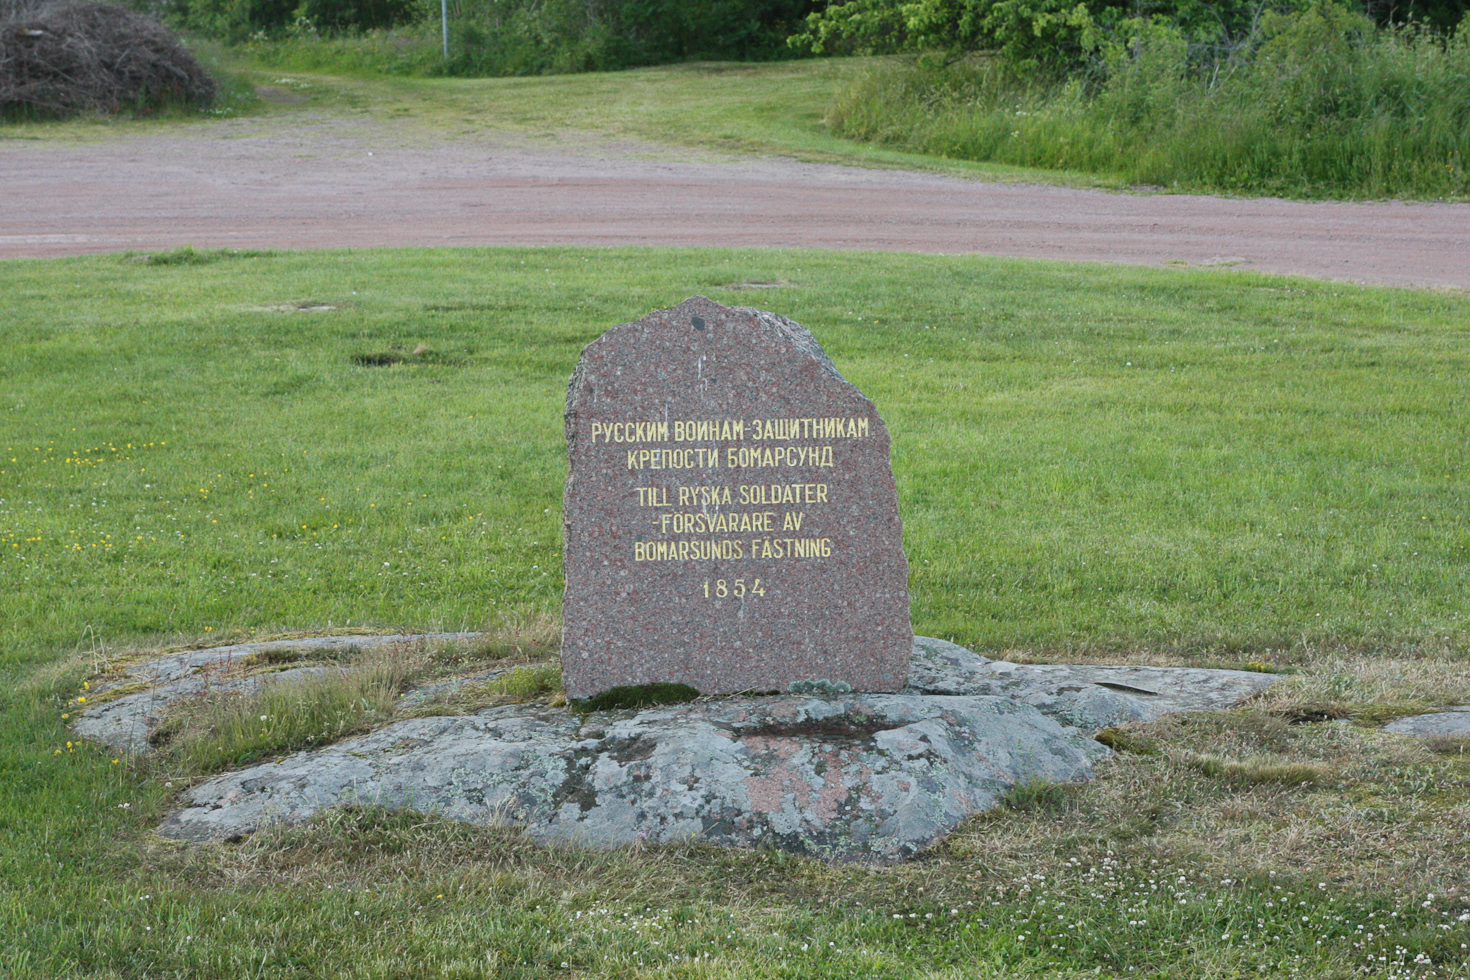 РУССКИМ ВОИНАМ-ЗАЩИТНИКАМ
КРЕПОСТИ БОМАРСУНД
TILL RYSKA SOLDATER
-FÖRSVARARE AV
BOMARSUNDS FÄSTNING
1854